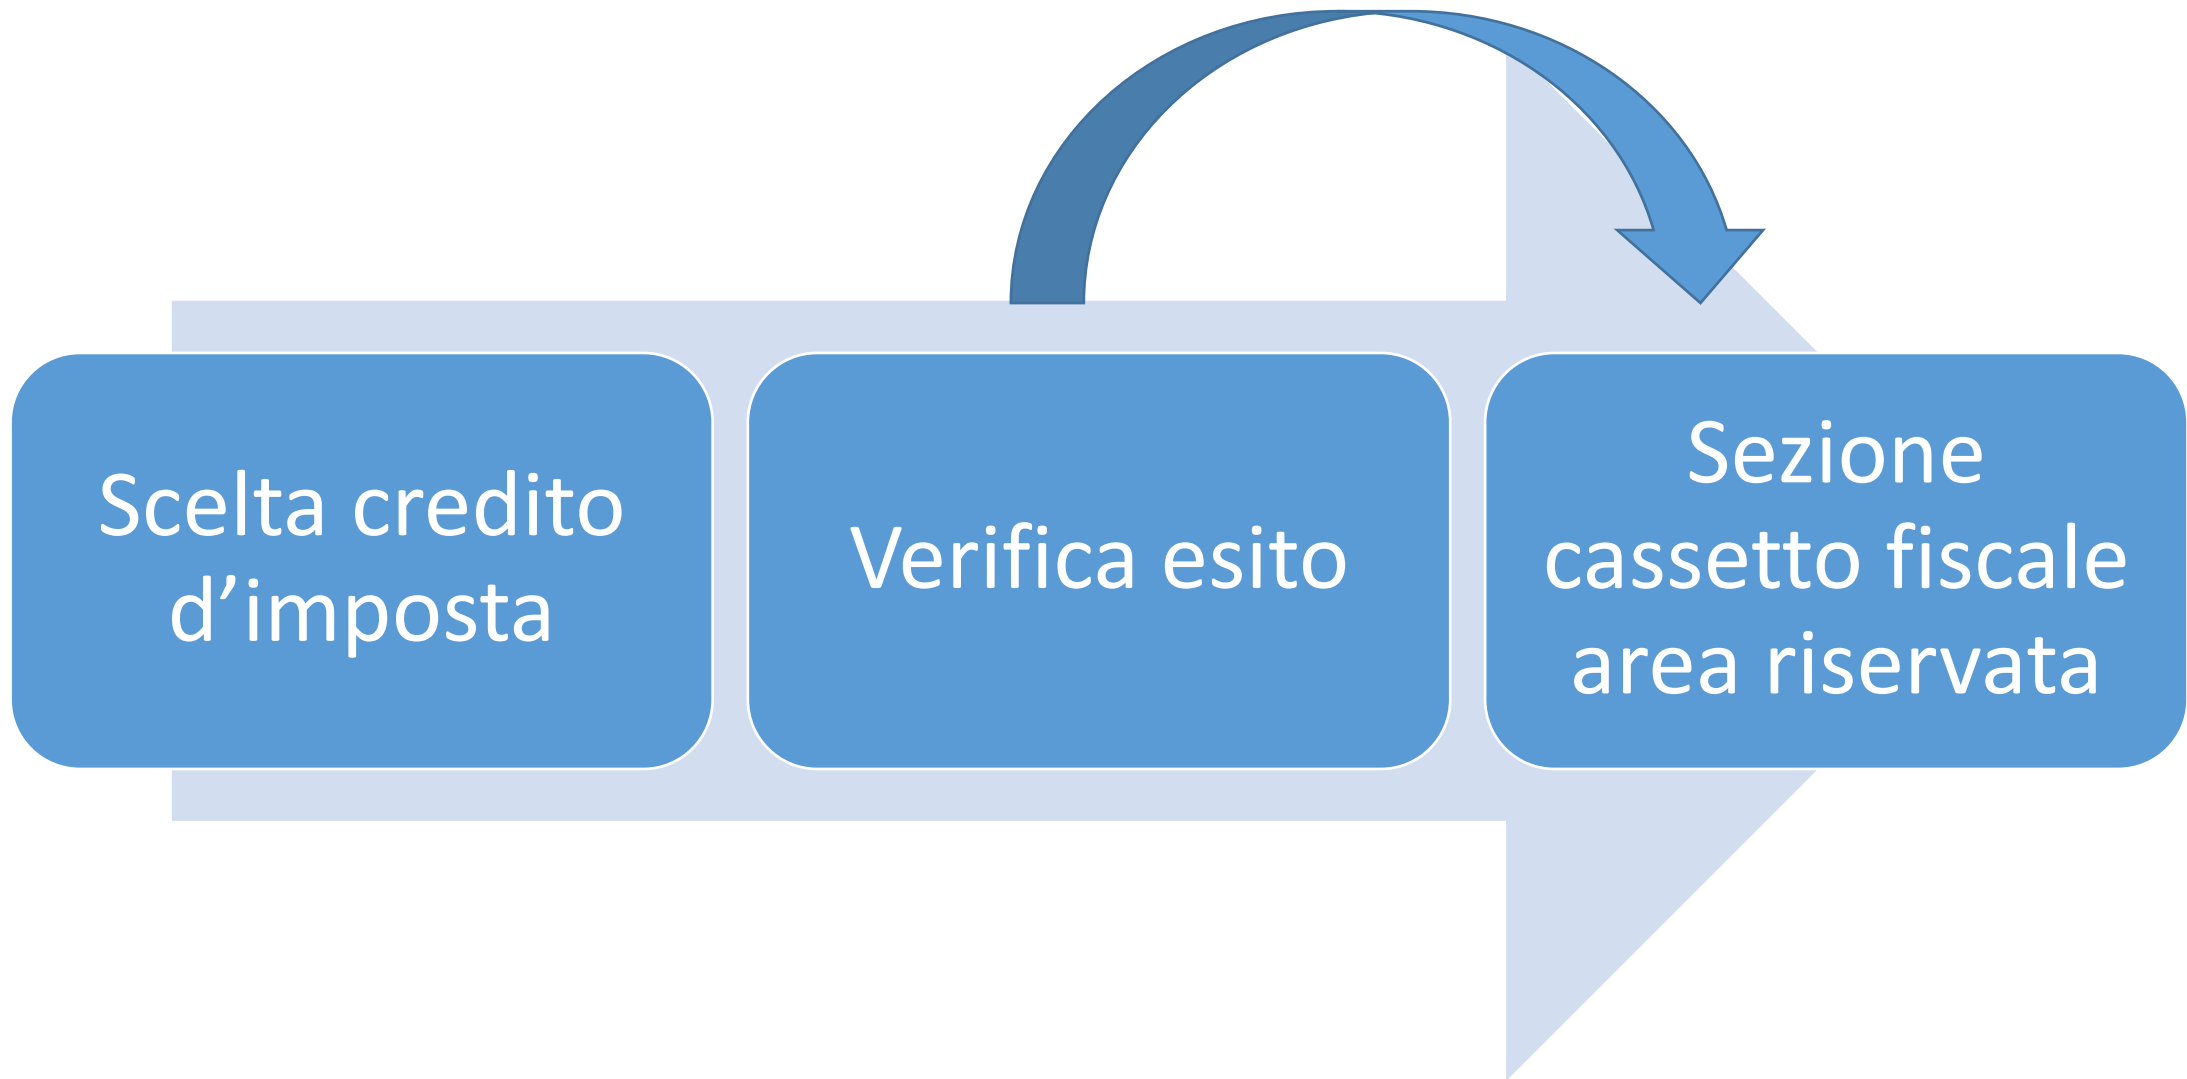 Scelta credito
d’imposta
Verifica esito
Sezione
cassetto fiscale
area riservata